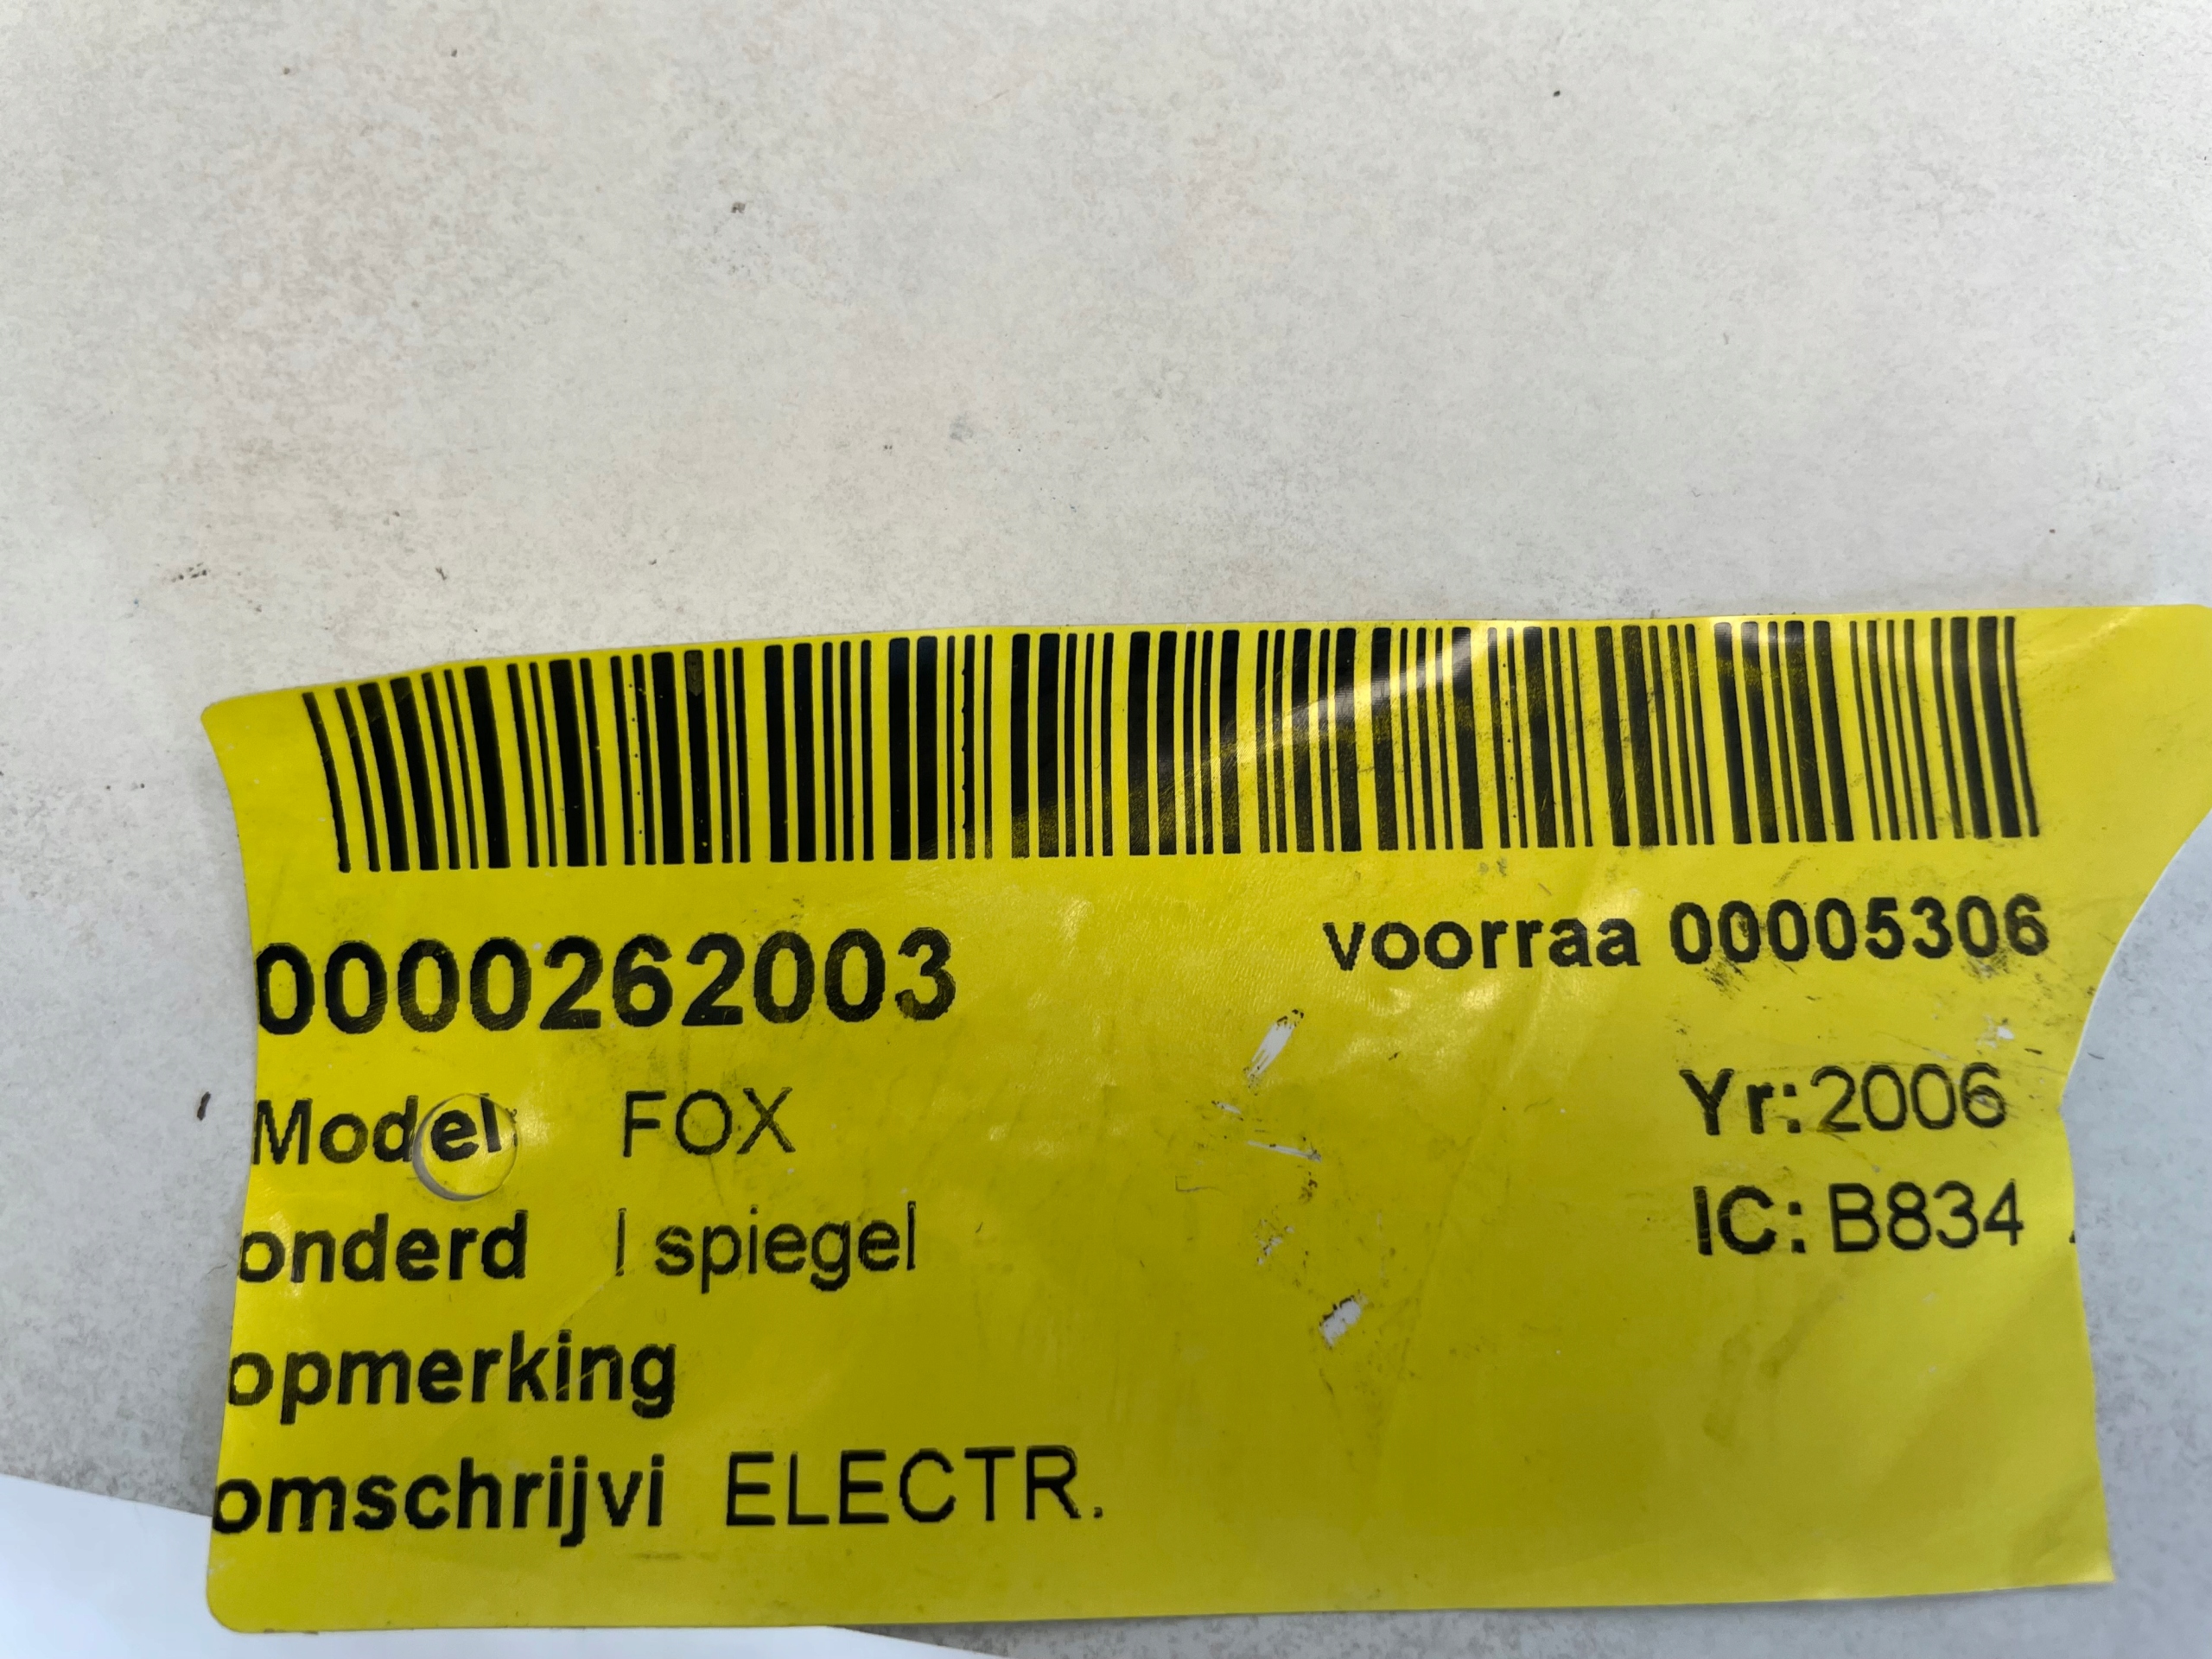 0000262003 voorraa 00005306
Model: FOX Yr: 2006
onderd l spiegel IC: B834
opmerking
omschrijvi ELECTR.